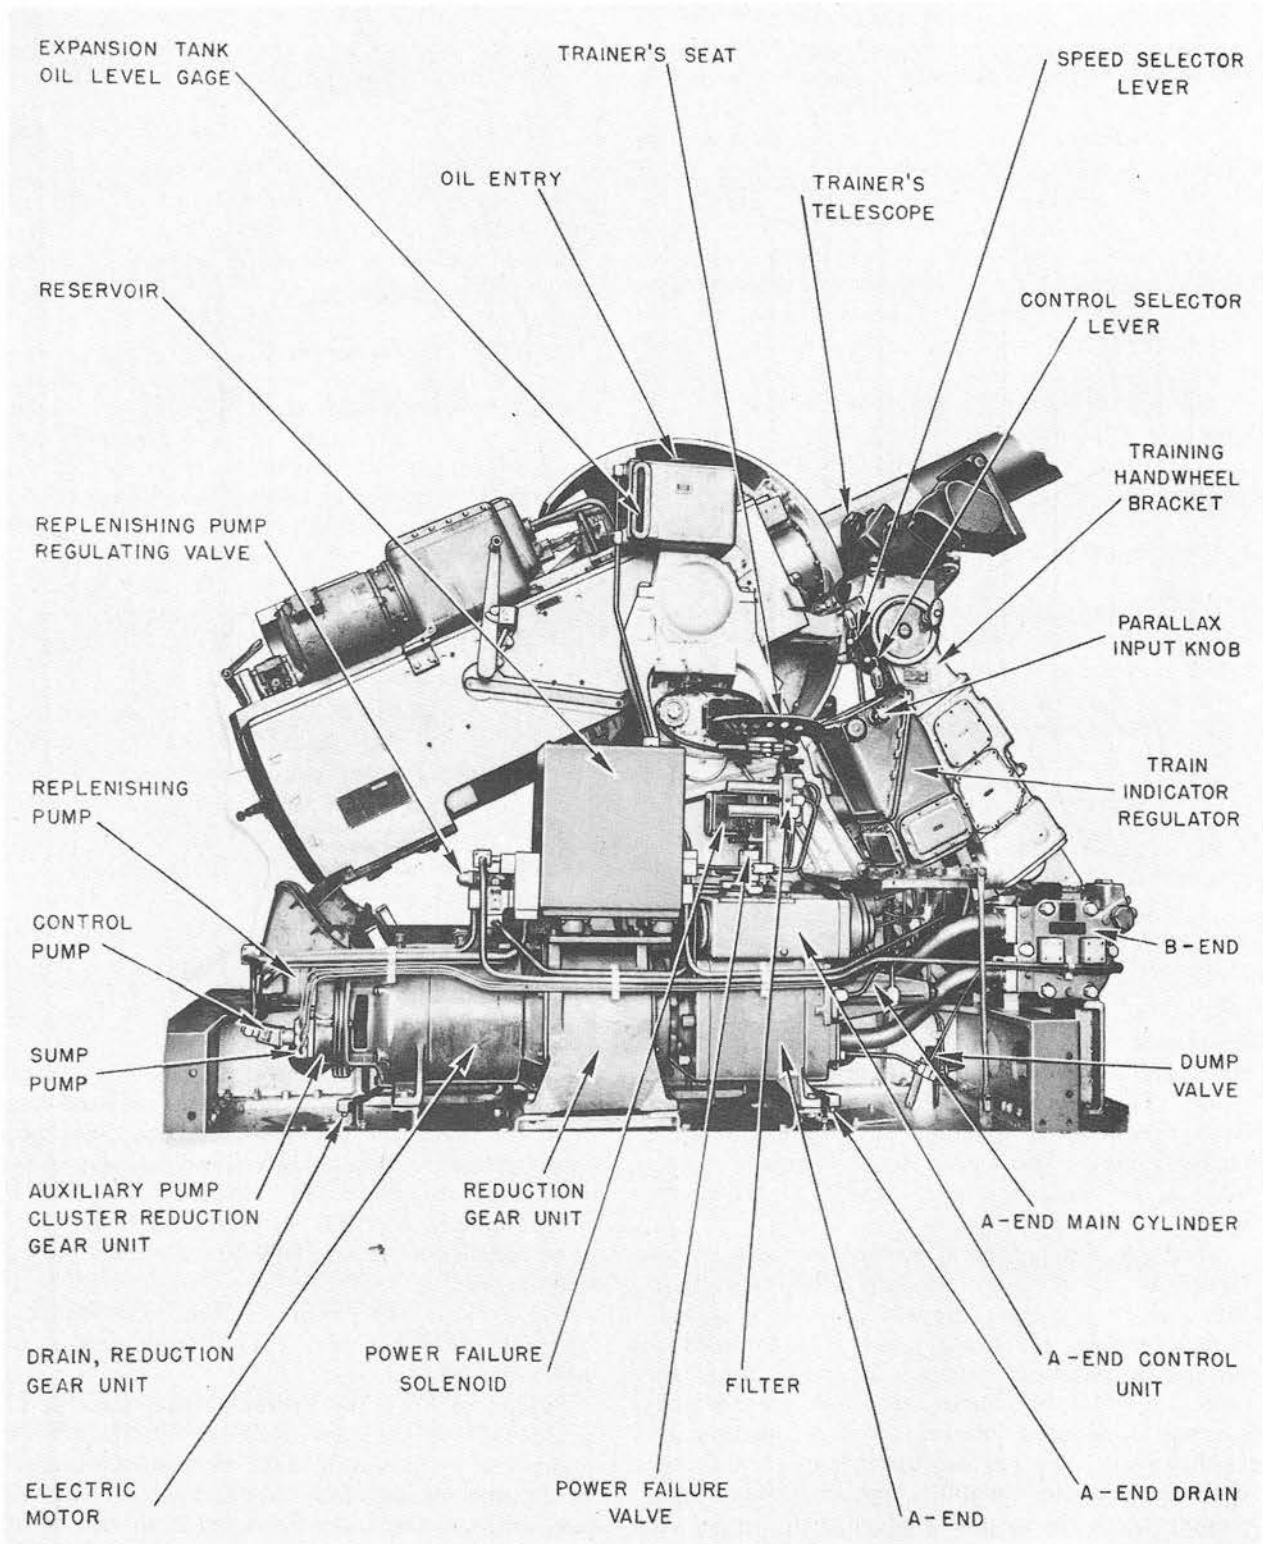 EXPANSION TANK
OIL LEVEL GAGE
TRAINER'S SEAT
SPEED SELECTOR
LEVER
OIL ENTRY
TRAINER'S
TELESCOPE
RESERVOIR
CONTROL SELECTOR
LEVER
TRAINING
HANDWHEEL
BRACKET
REPLENISHING PUMP
REGULATING VALVE
PARALLAX
INPUT KNOB
REPLENISHING
PUMP
TRAIN
INDICATOR
REGULATOR
CONTROL
PUMP
B-END
SUMP
PUMP
DUMP
VALVE
AUXILIARY PUMP
CLUSTER REDUCTION
GEAR UNIT
REDUCTION
GEAR UNIT
A-END MAIN CYLINDER
DRAIN, REDUCTION
GEAR UNIT
POWER FAILURE
SOLENOID
FILTER
A-END CONTROL
UNIT
ELECTRIC
MOTOR
POWER FAILURE
VALVE
A-END
A-END DRAIN